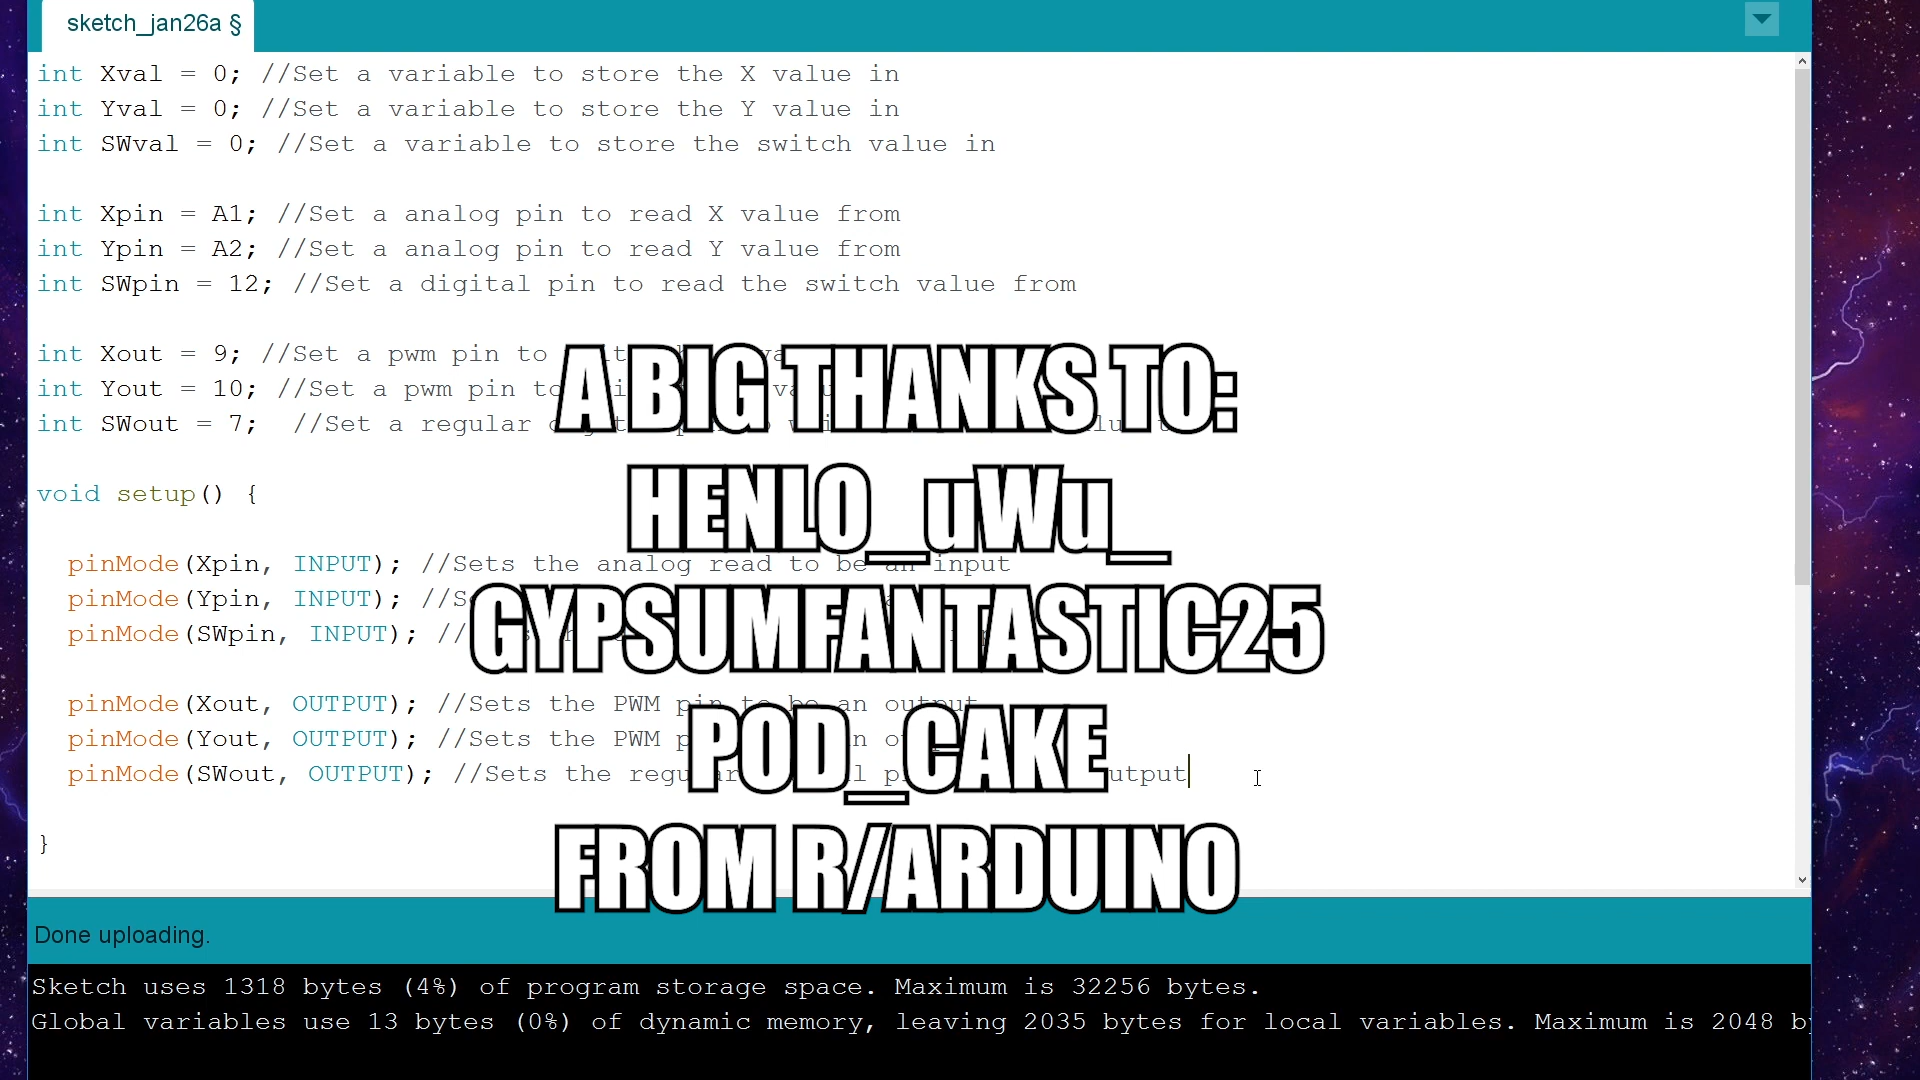 sketch_jan26a §
int Xval = 0; //Set a variable to store the X value in
int Yval = 0; //Set a variable to store the Y value in
int SWval = 0; //Set a variable to store the switch value in
int Xpin = A1; //Set a analog pin to read X value from
int Ypin = A2; //Set a analog pin to read Y value from
int SWpin = 12; //Set a digital pin to read the switch value from
int Xout = 9; //Set a pwm pin to
int Yout = 10; //Set a pwm pin to
int SWout = 7; //Set a regular
A BIG THANKS TO:
HENLO_uWu_
GYPSUMFANTASTIC25
POD_CAKE
FROM R/ARDUINO
void setup() {
pinMode(Xpin, INPUT); //Sets the analog read to be an input
pinMode(Ypin, INPUT); //
pinMode(SWpin, INPUT); //
pinMode(Xout, OUTPUT); //Sets the PWM pin to be an output
pinMode(Yout, OUTPUT); //Sets the PWM
pinMode(SWout, OUTPUT); //Sets the
}
Done uploading.
Sketch uses 1318 bytes (4%) of program storage space. Maximum is 32256 bytes.
Global variables use 13 bytes (0%) of dynamic memory, leaving 2035 bytes for local variables. Maximum is 2048